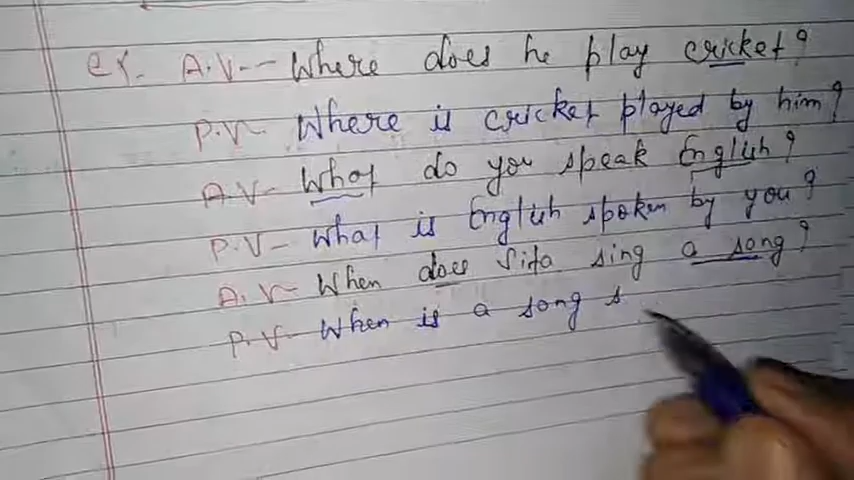 ex. A.V-- Where does he play cricket?
P.V- Where is cricket played by him?
A.V- What do you speak English?
P.V- What is English spoken by you?
A.V- When does Sita sing a song?
P.V- When is a song s